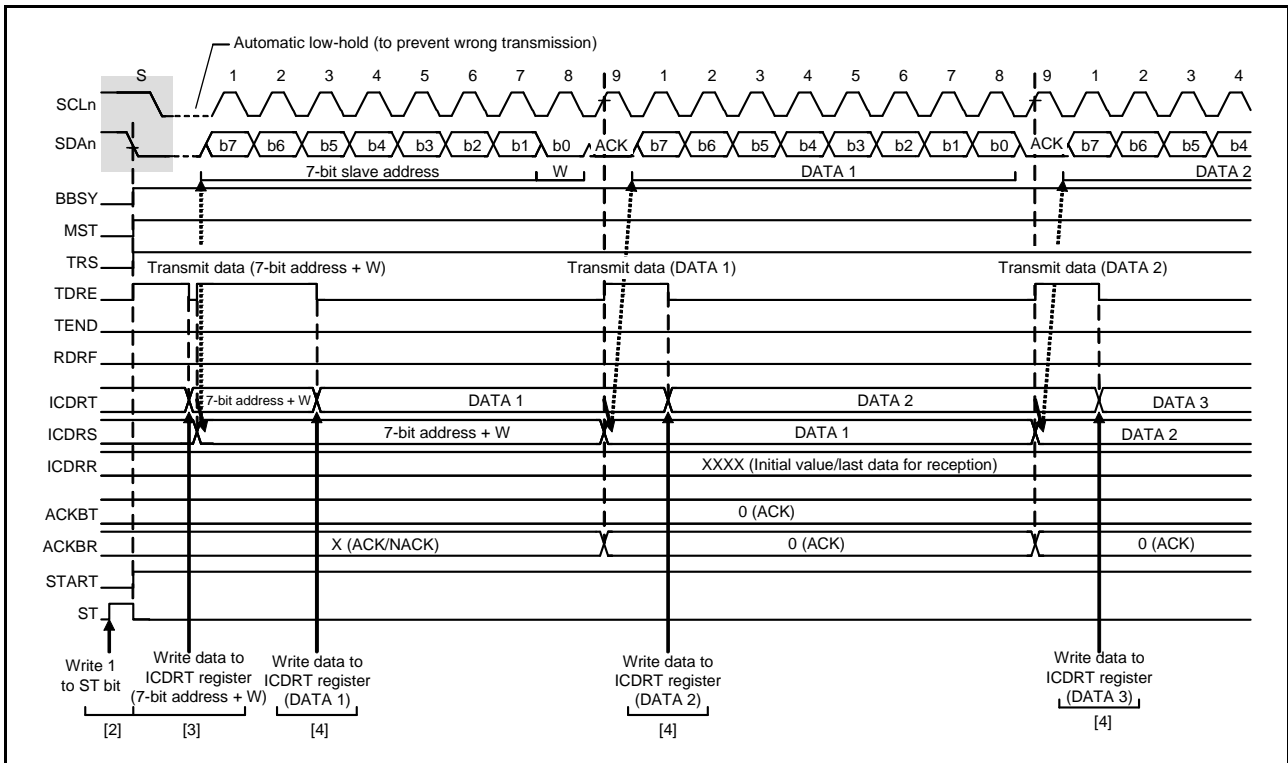 Automatic low-hold (to prevent wrong transmission)
S 1 2 3 4 5 6 7 8 9 1 2 3 4 5 6 7 8 9 1 2 3 4
SCLn
SDAn b7 b6 b5 b4 b3 b2 b1 b0 ACK b7 b6 b5 b4 b3 b2 b1 b0 ACK b7 b6 b5 b4
7-bit slave address W DATA 1 DATA 2
BBSY
MST
TRS
Transmit data (7-bit address + W) Transmit data (DATA 1) Transmit data (DATA 2)
TDRE
TEND
RDRF
ICDRT 7-bit address + W DATA 1 DATA 2 DATA 3
ICDRS 7-bit address + W DATA 1 DATA 2
ICDRR XXXX (Initial value/last data for reception)
ACKBT 0 (ACK)
ACKBR X (ACK/NACK) 0 (ACK) 0 (ACK)
START
ST
Write 1
to ST bit
Write data to
ICDRT register
(7-bit address + W)
Write data to
ICDRT register
(DATA 1)
Write data to
ICDRT register
(DATA 2)
Write data to
ICDRT register
(DATA 3)
[2] [3] [4] [4] [4]